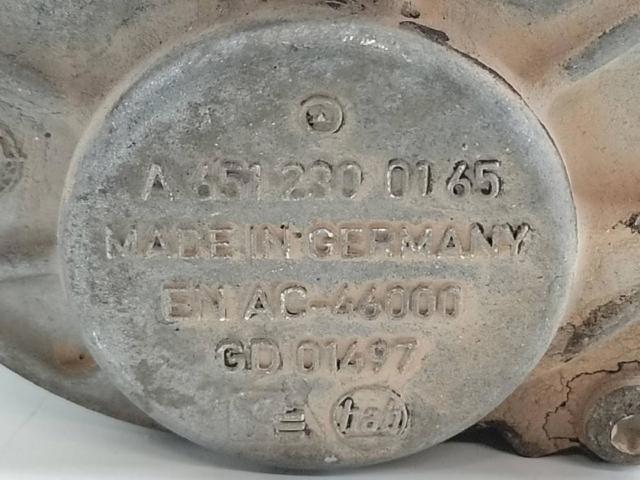 A 651 230 01 65
MADE IN GERMANY
EN AC-46000
GD 01497